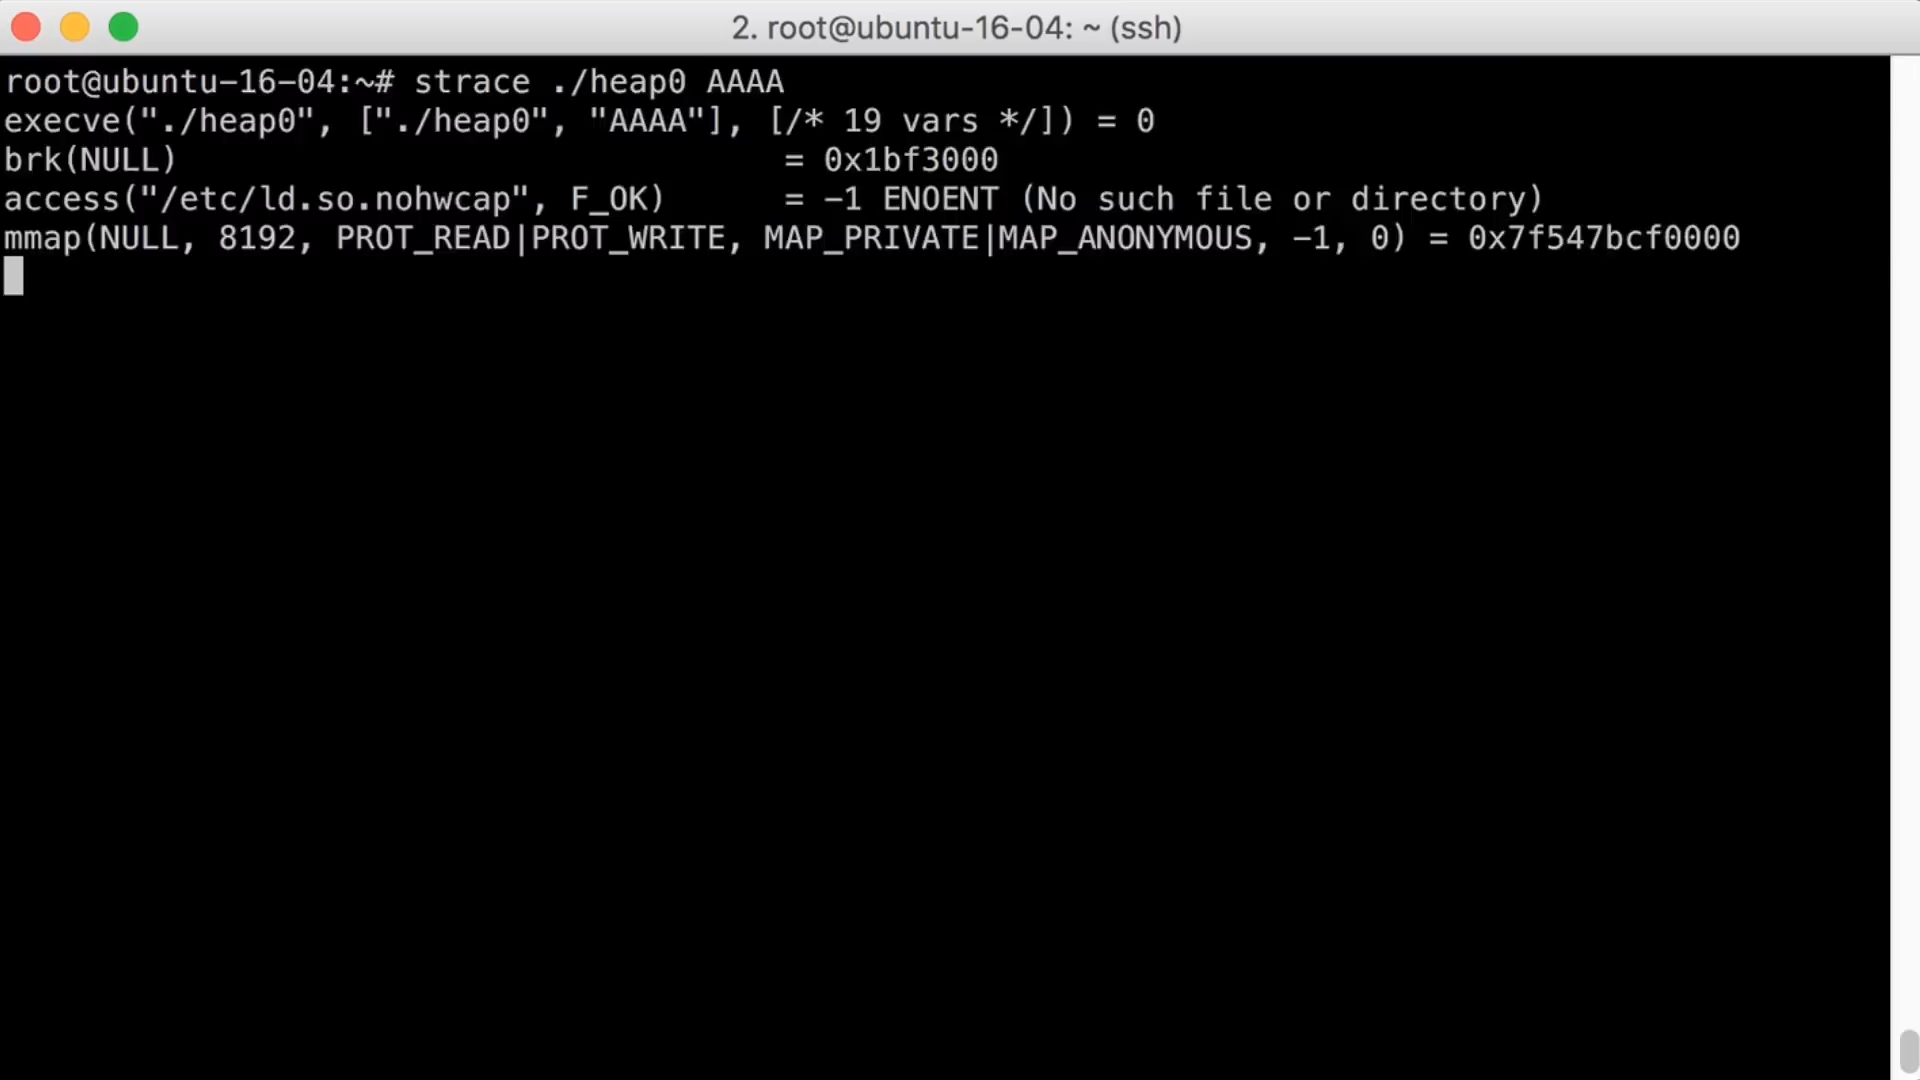 2. root@ubuntu-16-04: ~ (ssh)
root@ubuntu-16-04:~# strace ./heap0 AAAA
execve("./heap0", ["./heap0", "AAAA"], [/* 19 vars */]) = 0
brk(NULL)                               = 0x1bf3000
access("/etc/ld.so.nohwcap", F_OK)      = -1 ENOENT (No such file or directory)
mmap(NULL, 8192, PROT_READ|PROT_WRITE, MAP_PRIVATE|MAP_ANONYMOUS, -1, 0) = 0x7f547bcf0000